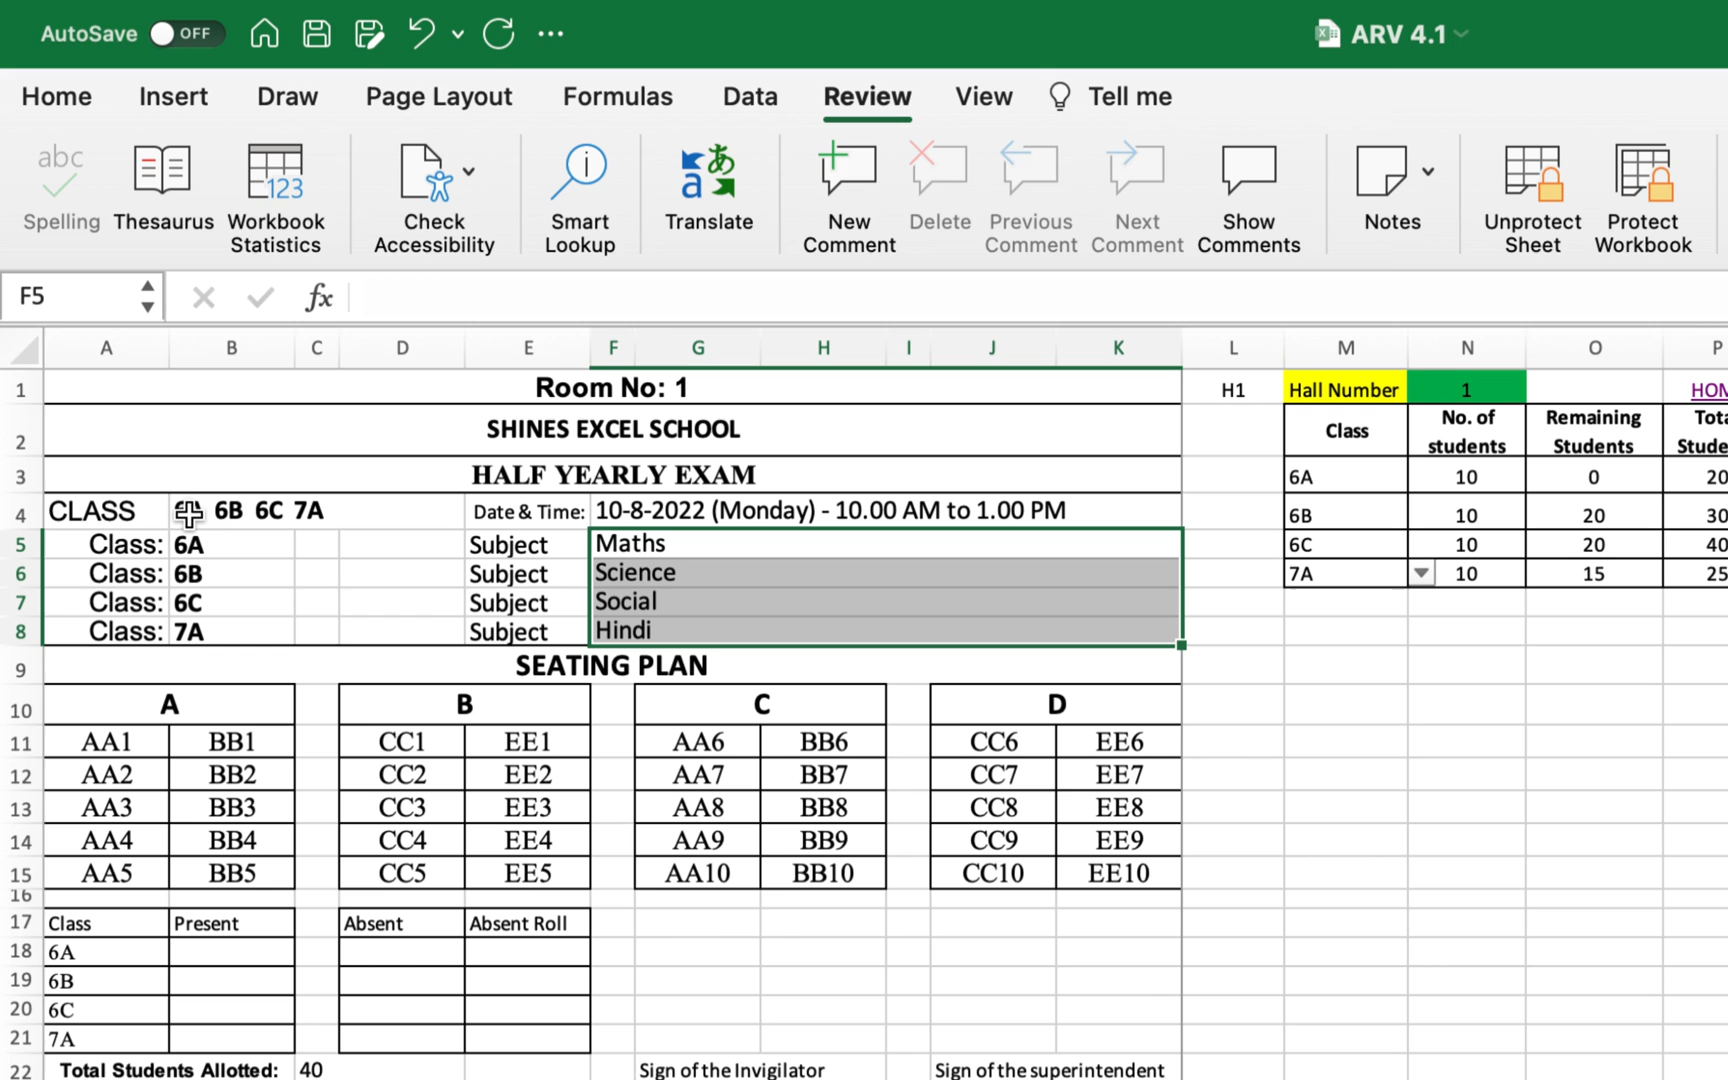 AutoSave OFF ARV 4.1
Home Insert Draw Page Layout Formulas Data Review View Tell me
abc 123 a あ
Spelling Thesaurus Workbook Statistics Check Accessibility Smart Lookup Translate New Comment Delete Previous Comment Next Comment Show Comments Notes Unprotect Sheet Protect Workbook
F5 fx
A B C D E F G H I J K L M N O P
1 Room No: 1 H1 Hall Number 1
2 SHINES EXCEL SCHOOL Class No. of students Remaining Students
3 HALF YEARLY EXAM 6A 10 0 20
4 CLASS 6B 6C 7A Date & Time: 10-8-2022 (Monday) - 10.00 AM to 1.00 PM 6B 10 20 30
5 Class: 6A Subject Maths 6C 10 20 40
6 Class: 6B Subject Science 7A 10 15 25
7 Class: 6C Subject Social
8 Class: 7A Subject Hindi
9 SEATING PLAN
10 A B C D
11 AA1 BB1 CC1 EE1 AA6 BB6 CC6 EE6
12 AA2 BB2 CC2 EE2 AA7 BB7 CC7 EE7
13 AA3 BB3 CC3 EE3 AA8 BB8 CC8 EE8
14 AA4 BB4 CC4 EE4 AA9 BB9 CC9 EE9
15 AA5 BB5 CC5 EE5 AA10 BB10 CC10 EE10
16
17 Class Present Absent Absent Roll
18 6A
19 6B
20 6C
21 7A
22 Total Students Allotted: 40 Sign of the Invigilator Sign of the superintendent